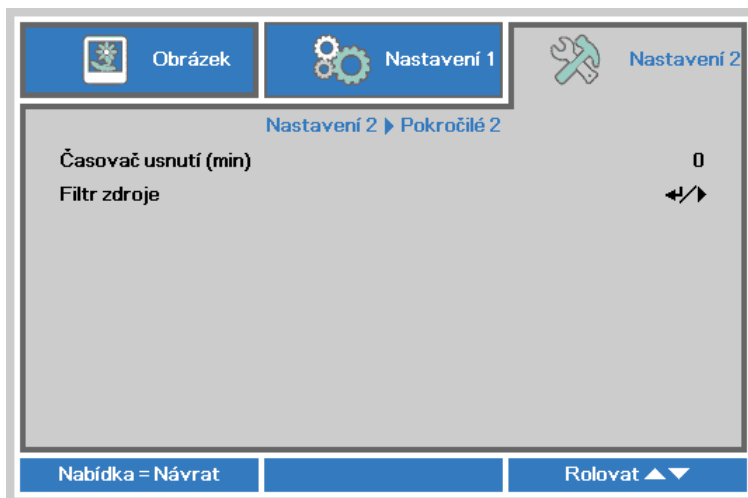 Obrázek
Nastavení 1
Nastavení 2
Nastavení 2 ▶ Pokročilé 2
Časovač usnutí (min) 0
Filtr zdroje ↵/▶
Nabídka = Návrat
Rolovat ▲▼